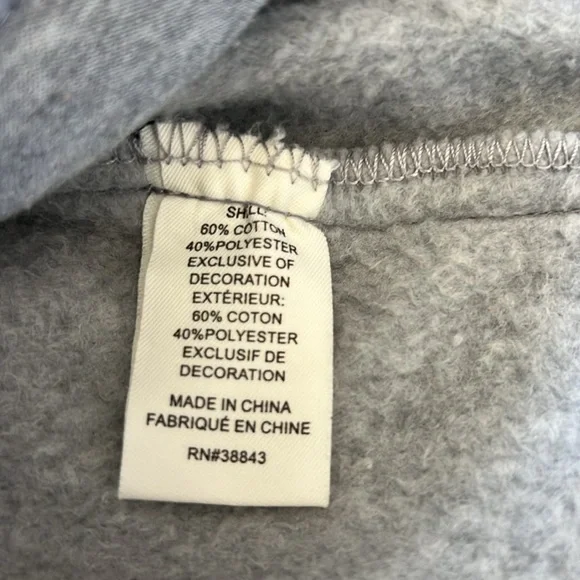 SHELL:
60% COTTON
40%POLYESTER
EXCLUSIVE OF
DECORATION
EXTÉRIEUR:
60% COTON
40%POLYESTER
EXCLUSIF DE
DECORATION
MADE IN CHINA
FABRIQUÉ EN CHINE
RN#38843